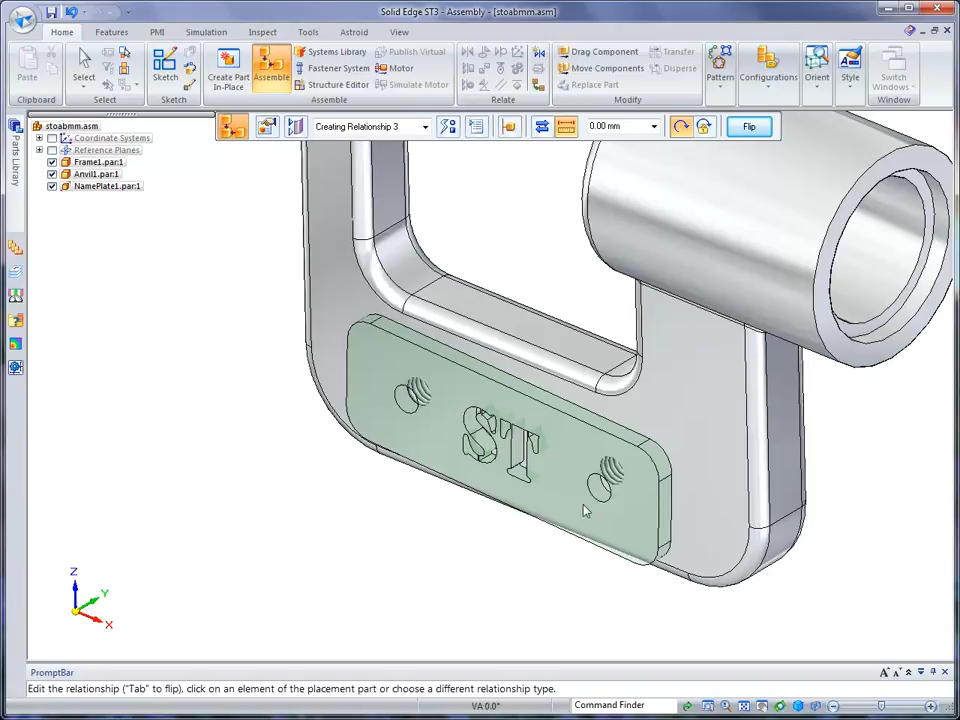 Solid Edge ST3 - Assembly - [stoabmm.asm]
Home Features PMI Simulation Inspect Tools Astroid View
Paste
Clipboard
Select
Select
Sketch
Sketch
Create Part
In-Place
Assemble
Systems Library
Fastener System
Structure Editor
Publish Virtual
Motor
Simulate Motor
Assemble
Relate
Drag Component
Move Components
Replace Part
Transfer
Disperse
Modify
Pattern
Configurations
Orient
Style
Switch
Windows
Window
Creating Relationship 3
0.00 mm
Flip
Parts Library
stoabmm.asm
Coordinate Systems
Reference Planes
Frame1.par:1
Anvil1.par:1
NamePlate1.par:1
ST
Z
Y
X
PromptBar
Edit the relationship ("Tab" to flip), click on an element of the placement part or choose a different relationship type.
VA 0.0°
Command Finder